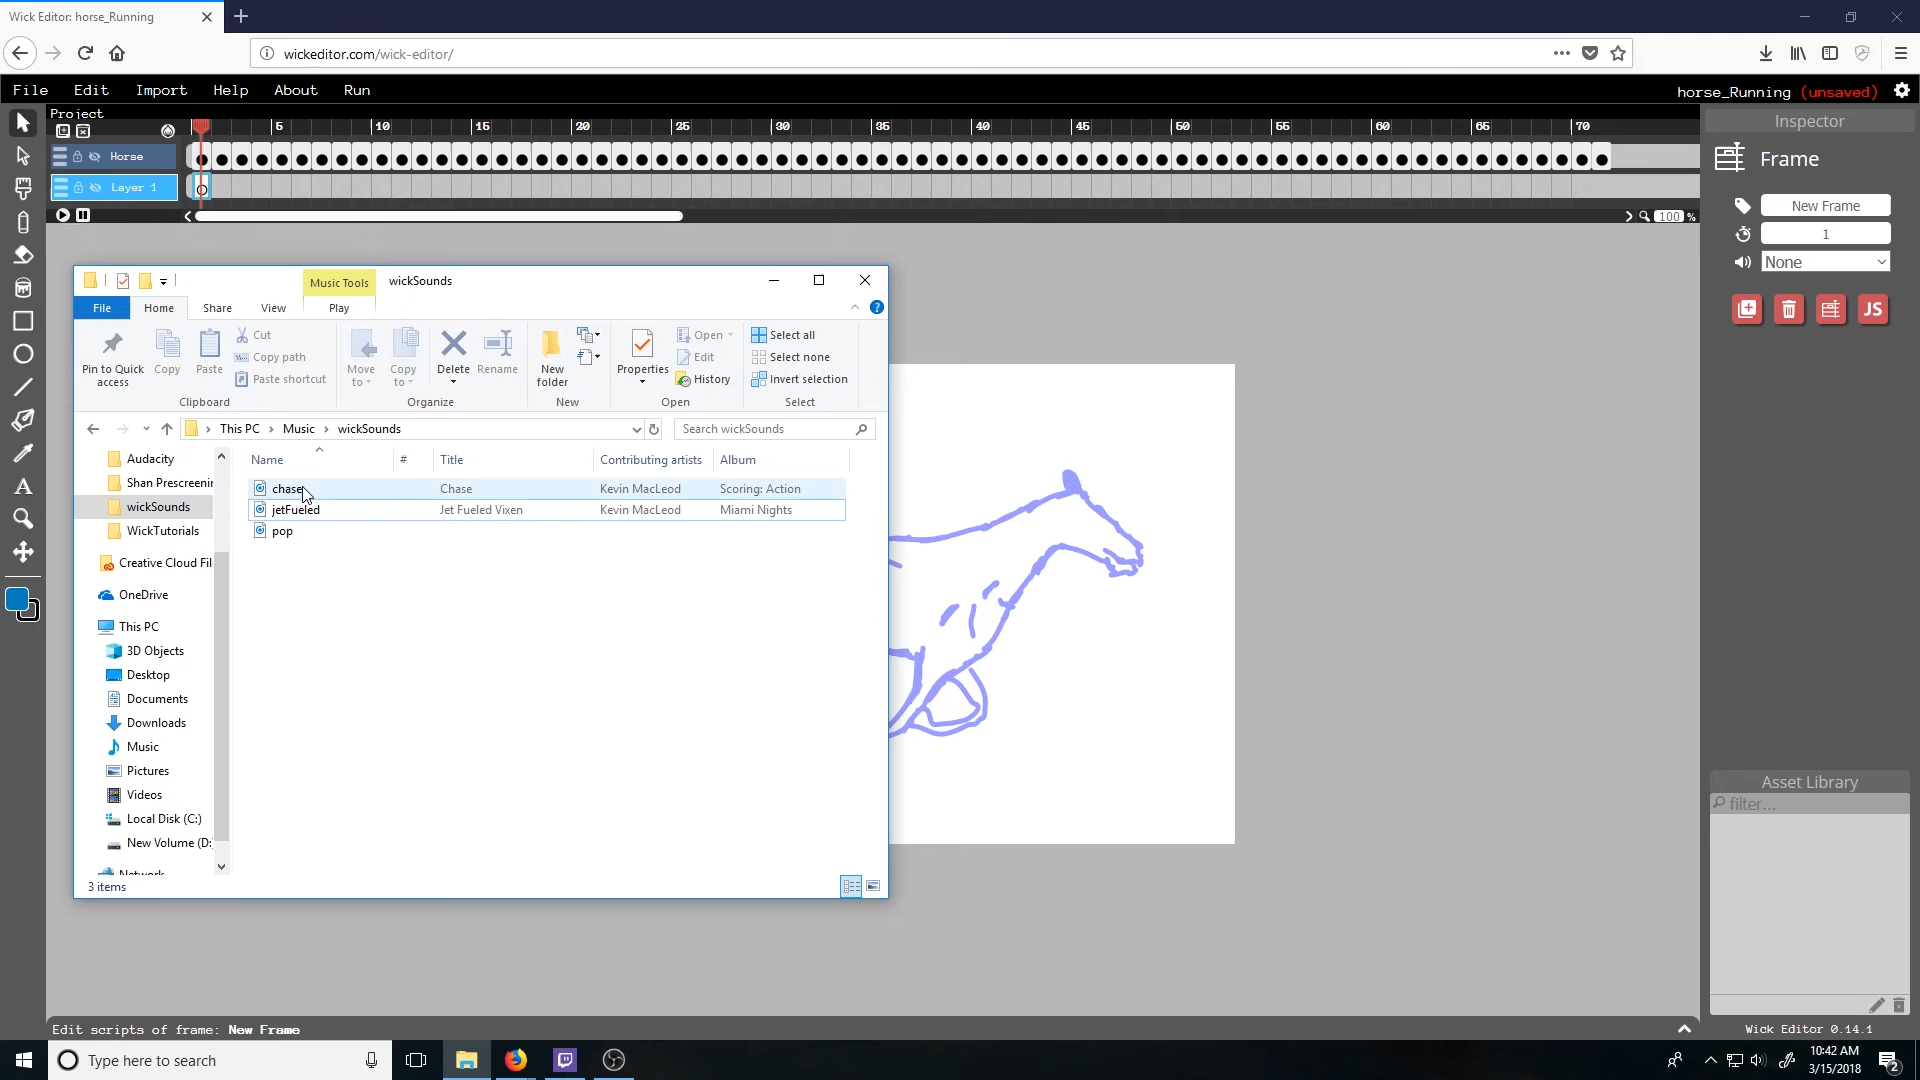 Wick Editor: horse_Running
wickeditor.com/wick-editor/
File Edit Import Help About Run
horse_Running (unsaved)
Project
5 10 15 20 25 30 35 40 45 50 55 60 65 70
Horse
Layer 1
100 %
Inspector
Frame
New Frame
1
None
JS
Music Tools wickSounds
File Home Share View Play
Pin to Quick access
Copy
Paste
Cut
Copy path
Paste shortcut
Clipboard
Move to
Copy to
Delete
Rename
Organize
New folder
New
Properties
Open
Edit
History
Open
Select all
Select none
Invert selection
Select
This PC Music wickSounds
Search wickSounds
Name # Title Contributing artists Album
chase Chase Kevin MacLeod Scoring: Action
jetFueled Jet Fueled Vixen Kevin MacLeod Miami Nights
pop
Audacity
Shan Prescreenin
wickSounds
WickTutorials
Creative Cloud Fil
OneDrive
This PC
3D Objects
Desktop
Documents
Downloads
Music
Pictures
Videos
Local Disk (C:)
New Volume (D:
Network
3 items
Asset Library
filter...
Edit scripts of frame: New Frame
Wick Editor 0.14.1
Type here to search
10:42 AM
3/15/2018
2